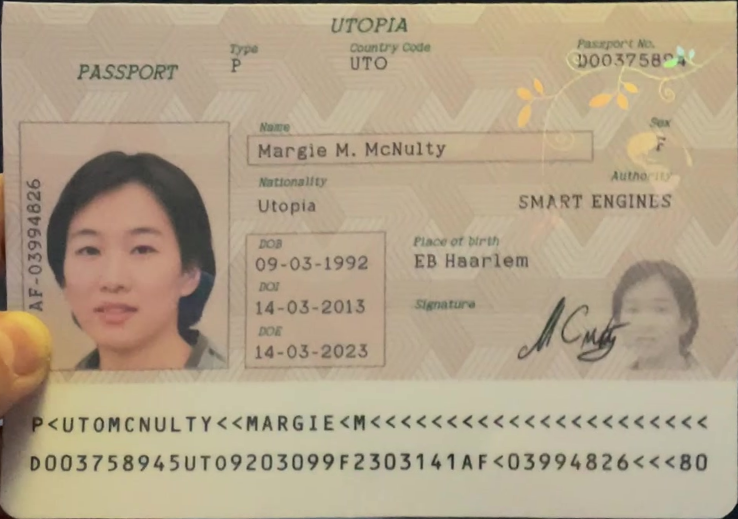 UTOPIA
PASSPORT
Type
P
Country Code
UTO
Passport No.
D00375894
Name
Margie M. McNulty
Sex
F
Nationality
Utopia
Authority
SMART ENGINES
DOB
09-03-1992
Place of birth
EB Haarlem
DOI
14-03-2013
Signature
DOE
14-03-2023
AF-03994826
P<UTOMCNULTY<<MARGIE<M<<<<<<<<<<<<<<<<<<<<<<
D003758945UTO9203099F2303141AF<03994826<<<80